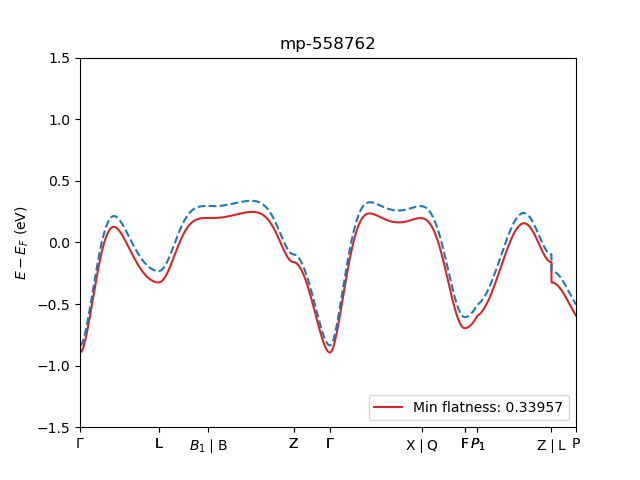 mp-558762
E − E_F (eV)
1.5
1.0
0.5
0.0
−0.5
−1.0
−1.5
Min flatness: 0.33957
Γ L B₁ | B Z Γ X | Q F P₁ Z | L P